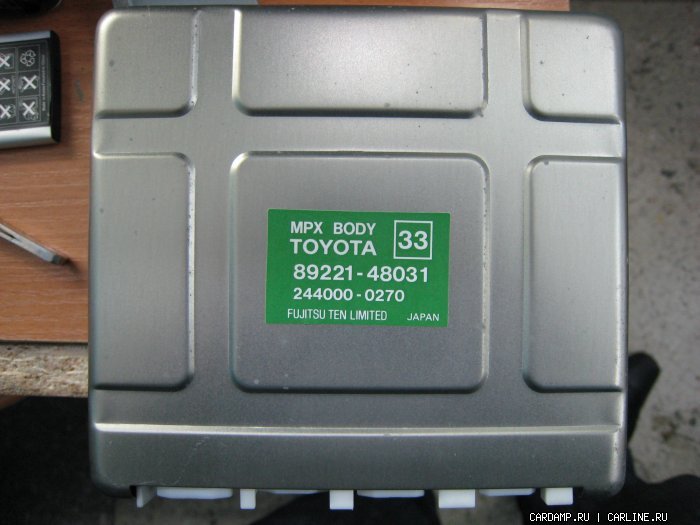 MPX BODY
TOYOTA 33
89221-48031
244000-0270
FUJITSU TEN LIMITED JAPAN
CARDAMP.RU | CARLINE.RU